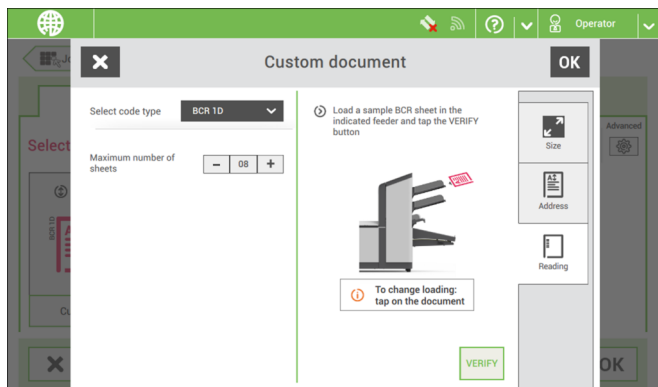 Operator
Custom document
OK
Select code type
BCR 1D
Maximum number of
sheets
08
Load a sample BCR sheet in the
indicated feeder and tap the VERIFY
button
To change loading:
tap on the document
VERIFY
Size
Address
Reading
Select
Advanced
BCR 1D
OK